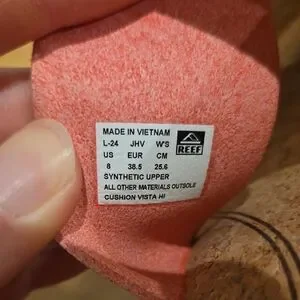 MADE IN VIETNAM
L-24 JHV W'S
REEF
US EUR CM
8 38.5 25.6
SYNTHETIC UPPER
ALL OTHER MATERIALS OUTSOLE
CUSHION VISTA HI